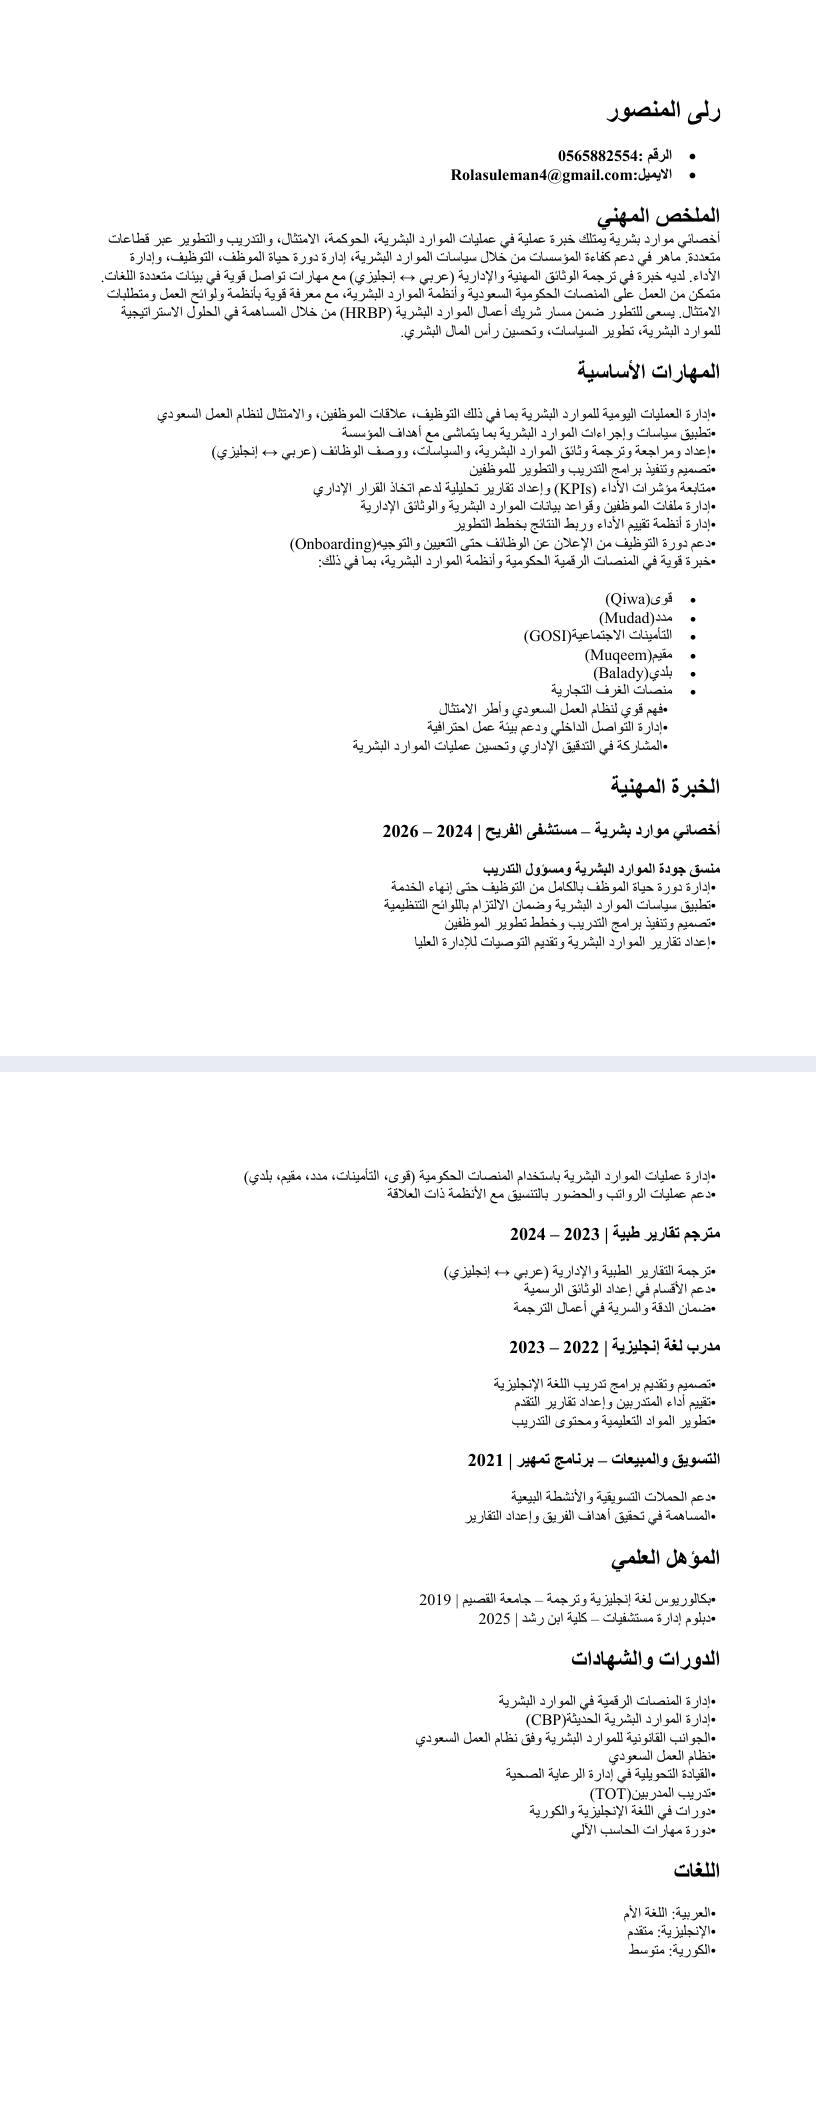 رلى المنصور
• الرقم :0565882554
• الايميل:Rolasuleman4@gmail.com
الملخص المهني
أخصائي موارد بشرية يمتلك خبرة عملية في عمليات الموارد البشرية، الحوكمة، الامتثال، والتدريب والتطوير عبر قطاعات
متعددة. ماهر في دعم كفاءة المؤسسات من خلال سياسات الموارد البشرية، إدارة دورة حياة الموظف، التوظيف، وإدارة
الأداء. لديه خبرة في ترجمة الوثائق المهنية والإدارية (عربي ↔ إنجليزي) مع مهارات تواصل قوية في بيئات متعددة اللغات.
متمكن من العمل على المنصات الحكومية السعودية وأنظمة الموارد البشرية، مع معرفة قوية بأنظمة ولوائح العمل ومتطلبات
الامتثال. يسعى للتطور ضمن مسار شريك أعمال الموارد البشرية (HRBP) من خلال المساهمة في الحلول الاستراتيجية
للموارد البشرية، تطوير السياسات، وتحسين رأس المال البشري.
المهارات الأساسية
•إدارة العمليات اليومية للموارد البشرية بما في ذلك التوظيف، علاقات الموظفين، والامتثال لنظام العمل السعودي
•تطبيق سياسات وإجراءات الموارد البشرية بما يتماشى مع أهداف المؤسسة
•إعداد ومراجعة وترجمة وثائق الموارد البشرية، والسياسات، ووصف الوظائف (عربي ↔ إنجليزي)
•تصميم وتنفيذ برامج التدريب والتطوير للموظفين
•متابعة مؤشرات الأداء (KPIs) وإعداد تقارير تحليلية لدعم اتخاذ القرار الإداري
•إدارة ملفات الموظفين وقواعد بيانات الموارد البشرية والوثائق الإدارية
•إدارة أنظمة تقييم الأداء وربط النتائج بخطط التطوير
•دعم دورة التوظيف من الإعلان عن الوظائف حتى التعيين والتوجيه(Onboarding)
•خبرة قوية في المنصات الرقمية الحكومية وأنظمة الموارد البشرية، بما في ذلك:
• قوى(Qiwa)
• مدد(Mudad)
• التأمينات الاجتماعية(GOSI)
• مقيم(Muqeem)
• بلدي(Balady)
• منصات الغرف التجارية
•فهم قوي لنظام العمل السعودي وأطر الامتثال
•إدارة التواصل الداخلي ودعم بيئة عمل احترافية
•المشاركة في التدقيق الإداري وتحسين عمليات الموارد البشرية
الخبرة المهنية
أخصائي موارد بشرية – مستشفى الفريح | 2024 – 2026
منسق جودة الموارد البشرية ومسؤول التدريب
•إدارة دورة حياة الموظف بالكامل من التوظيف حتى إنهاء الخدمة
•تطبيق سياسات الموارد البشرية وضمان الالتزام باللوائح التنظيمية
•تصميم وتنفيذ برامج التدريب وخطط تطوير الموظفين
•إعداد تقارير الموارد البشرية وتقديم التوصيات للإدارة العليا
•إدارة عمليات الموارد البشرية باستخدام المنصات الحكومية (قوى، التأمينات، مدد، مقيم، بلدي)
•دعم عمليات الرواتب والحضور بالتنسيق مع الأنظمة ذات العلاقة
مترجم تقارير طبية | 2023 – 2024
•ترجمة التقارير الطبية والإدارية (عربي ↔ إنجليزي)
•دعم الأقسام في إعداد الوثائق الرسمية
•ضمان الدقة والسرية في أعمال الترجمة
مدرب لغة إنجليزية | 2022 – 2023
•تصميم وتقديم برامج تدريب اللغة الإنجليزية
•تقييم أداء المتدربين وإعداد تقارير التقدم
•تطوير المواد التعليمية ومحتوى التدريب
التسويق والمبيعات – برنامج تمهير | 2021
•دعم الحملات التسويقية والأنشطة البيعية
•المساهمة في تحقيق أهداف الفريق وإعداد التقارير
المؤهل العلمي
•بكالوريوس لغة إنجليزية وترجمة – جامعة القصيم | 2019
•دبلوم إدارة مستشفيات – كلية ابن رشد | 2025
الدورات والشهادات
•إدارة المنصات الرقمية في الموارد البشرية
•إدارة الموارد البشرية الحديثة(CBP)
•الجوانب القانونية للموارد البشرية وفق نظام العمل السعودي
•نظام العمل السعودي
•القيادة التحويلية في إدارة الرعاية الصحية
•تدريب المدربين(TOT)
•دورات في اللغة الإنجليزية والكورية
•دورة مهارات الحاسب الآلي
اللغات
•العربية: اللغة الأم
•الإنجليزية: متقدم
•الكورية: متوسط